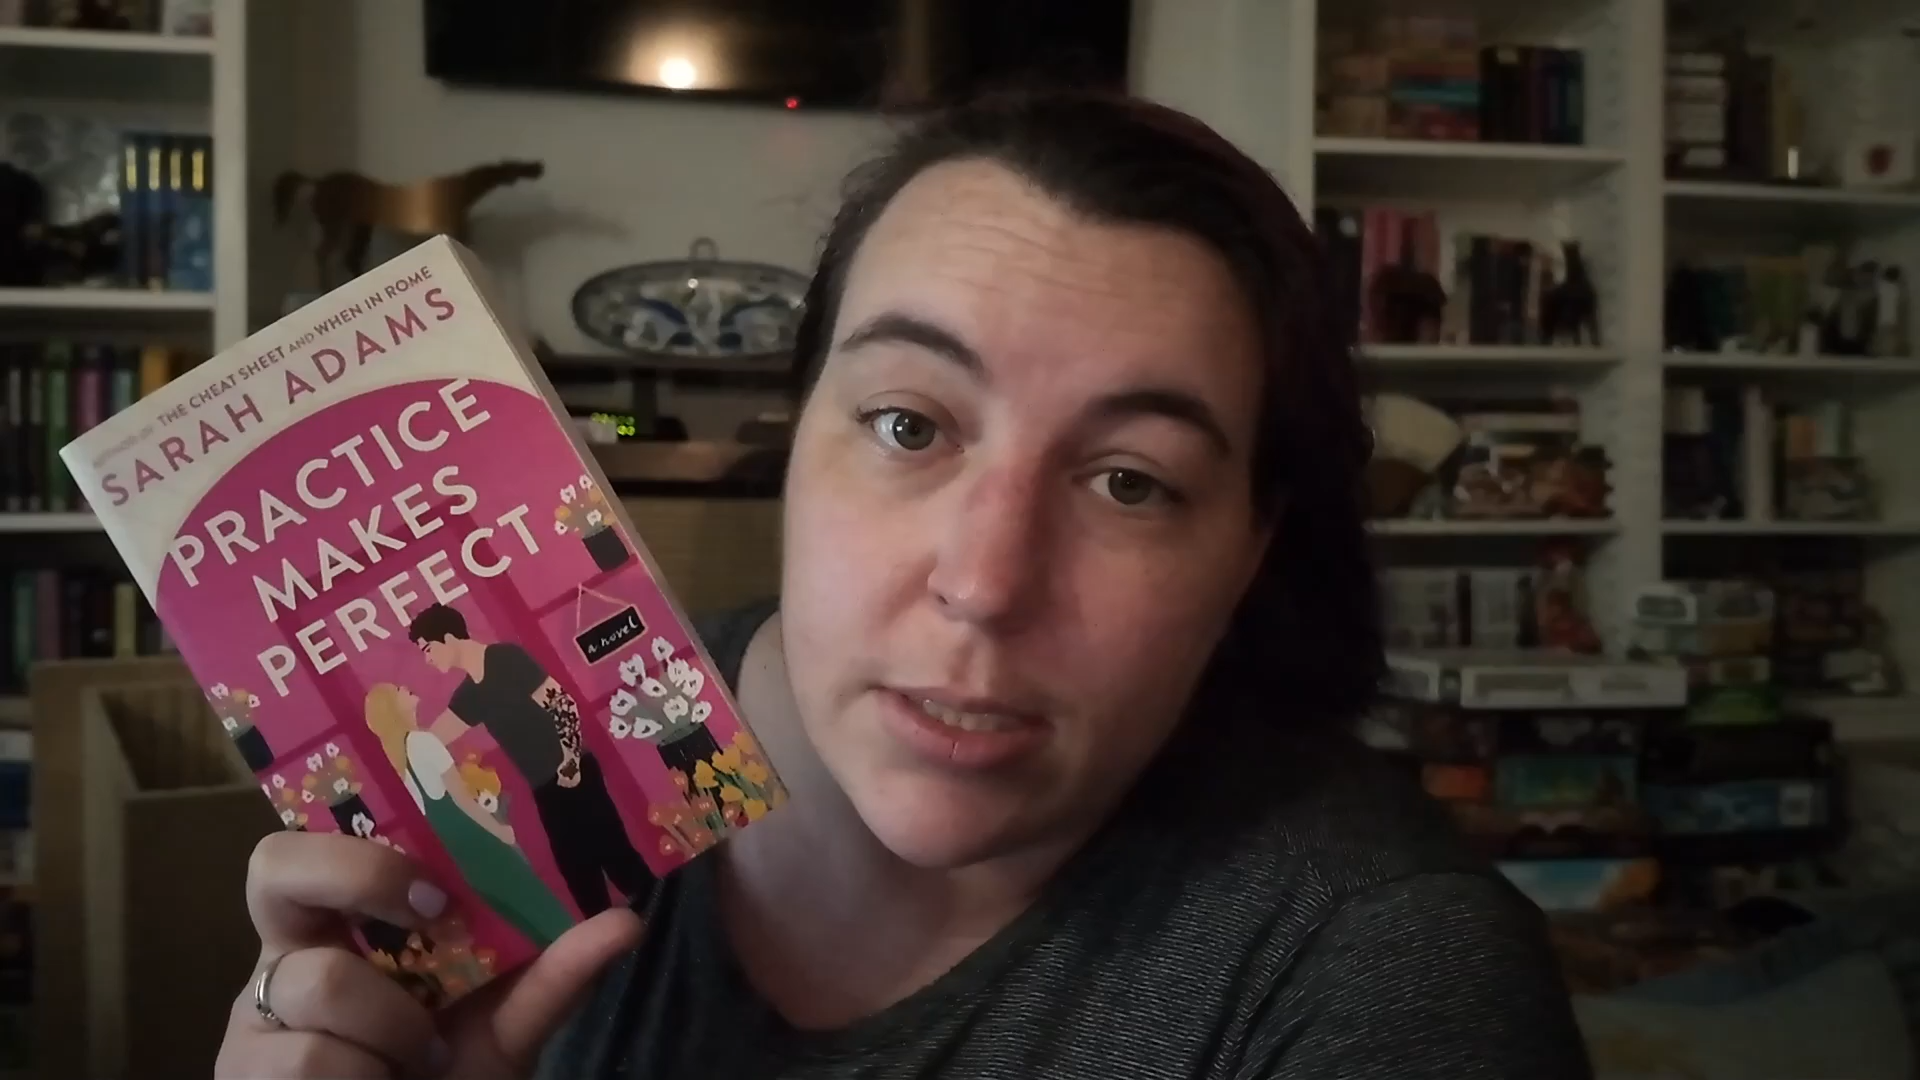 AUTHOR OF THE CHEAT SHEET AND WHEN IN ROME
SARAH ADAMS
PRACTICE
MAKES
PERFECT
a novel